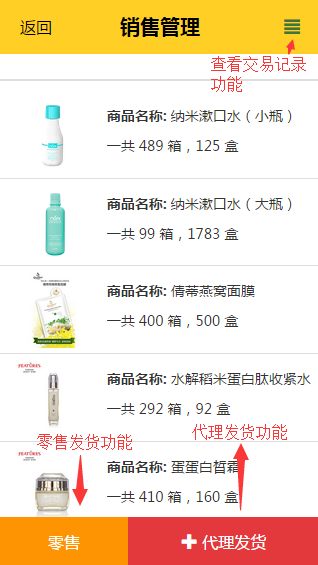 返回 销售管理
查看交易记录
功能
商品名称: 纳米漱口水（小瓶）
一共 489 箱，125 盒
商品名称: 纳米漱口水（大瓶）
一共 99 箱，1783 盒
商品名称: 倩蒂燕窝面膜
一共 400 箱，500 盒
商品名称: 水解稻米蛋白肽收紧水
一共 292 箱，92 盒
零售发货功能
代理发货功能
商品名称: 蛋蛋白皙霜
一共 410 箱，160 盒
零售
代理发货